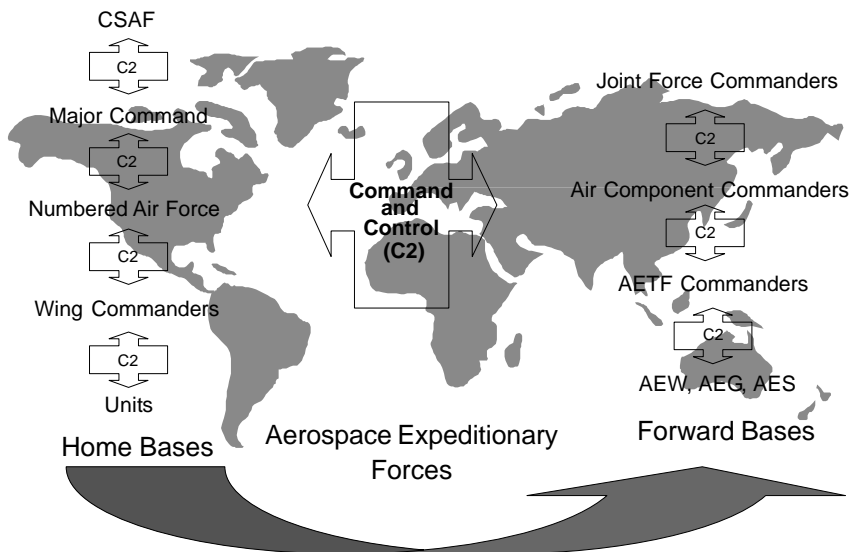 CSAF
C2
Major Command
C2
Numbered Air Force
C2
Wing Commanders
C2
Units
Home Bases
Command
and
Control
(C2)
Aerospace Expeditionary
Forces
Joint Force Commanders
C2
Air Component Commanders
C2
AETF Commanders
C2
AEW, AEG, AES
Forward Bases